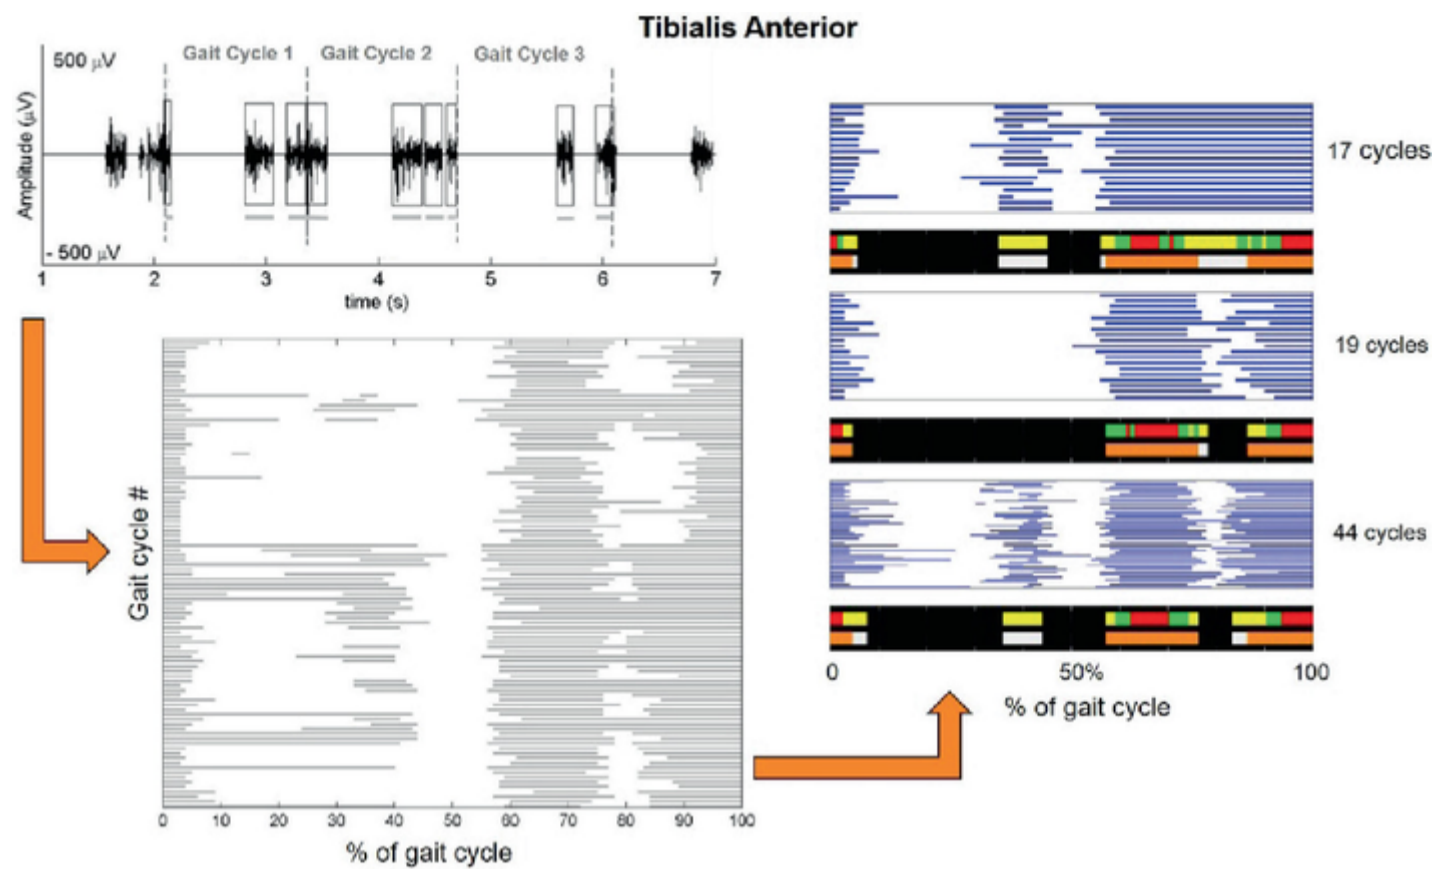 Tibialis Anterior
Gait Cycle 1
Gait Cycle 2
Gait Cycle 3
500 μV
Amplitude (μV)
- 500 μV
1 2 3 4 5 6 7
time (s)
Gait cycle #
0 10 20 30 40 50 60 70 80 90 100
% of gait cycle
17 cycles
19 cycles
44 cycles
0 50% 100
% of gait cycle